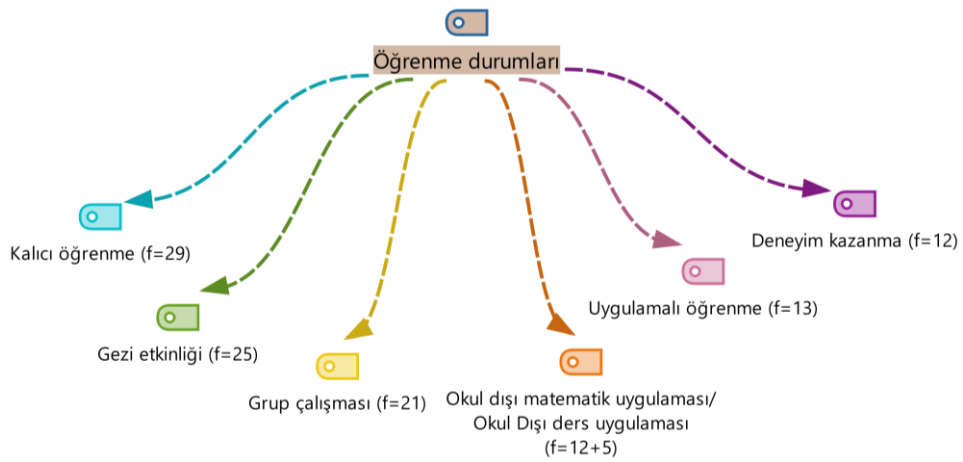 Öğrenme durumları
Kalıcı öğrenme (f=29)
Gezi etkinliği (f=25)
Grup çalışması (f=21)
Okul dışı matematik uygulaması/
Okul Dışı ders uygulaması
(f=12+5)
Uygulamalı öğrenme (f=13)
Deneyim kazanma (f=12)